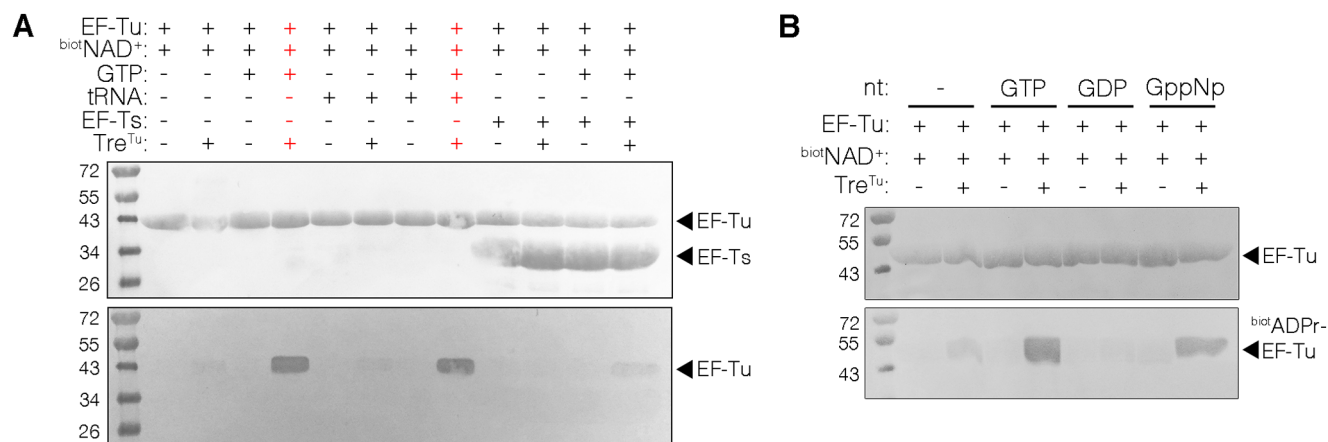 A
EF-Tu: + + + + + + + + + + + +
biotNAD+: + + + + + + + + + + + +
GTP: - - + + - - + + - - + +
tRNA: - - - - + + + + - - - -
EF-Ts: - - - - - - - - + + + +
TreTu: - + - + - + - + - + - +
72
55
43
34
26
EF-Tu
EF-Ts
72
55
43
34
26
EF-Tu
B
nt: - GTP GDP GppNp
EF-Tu: + + + + + + + +
biotNAD+: + + + + + + + +
TreTu: - + - + - + - +
72
55
43
EF-Tu
72
55
43
biotADPr-
EF-Tu